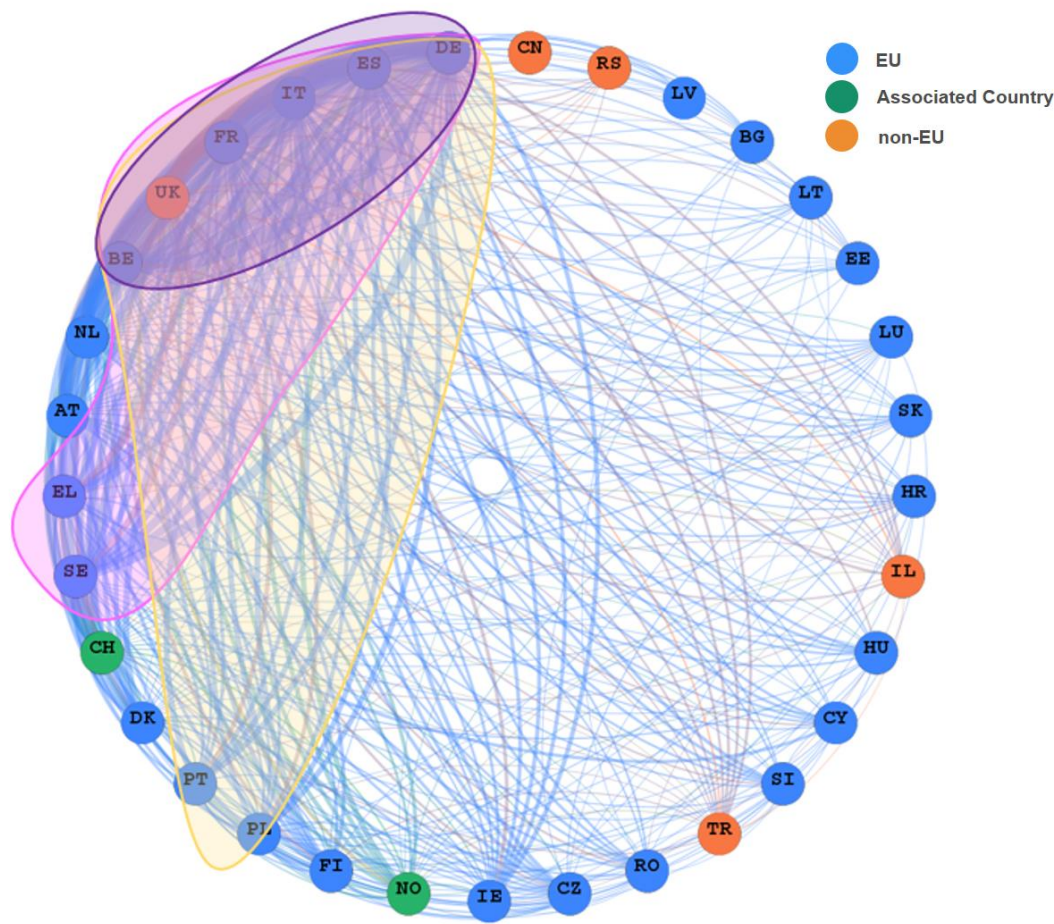 DE
CN
RS
ES
LV
IT
BG
FR
LT
UK
EE
BE
LU
NL
SK
AT
HR
EL
IL
SE
HU
CH
CY
DK
SI
PT
TR
PL
RO
FI
CZ
NO
IE
EU
Associated Country
non-EU